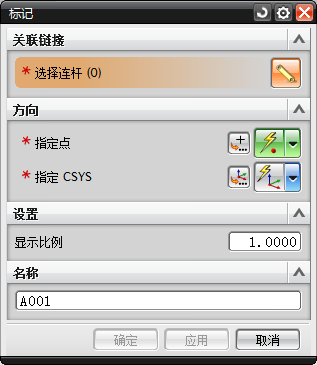 标记
关联链接
* 选择连杆 (0)
方向
* 指定点
* 指定 CSYS
设置
显示比例 1.0000
名称
A001
确定 应用 取消